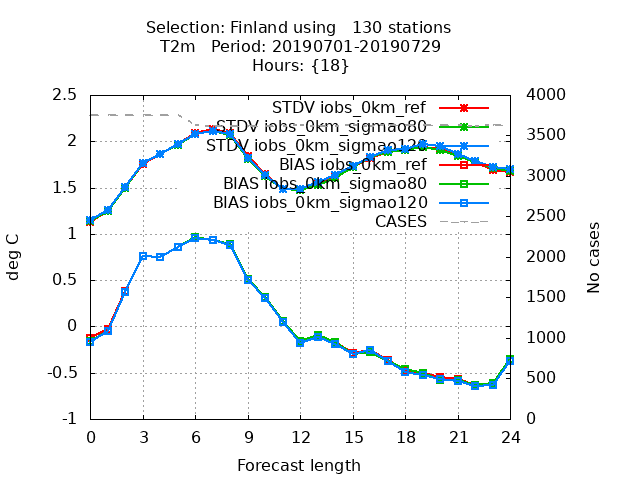 Selection: Finland using   130 stations
T2m   Period: 20190701-20190729
Hours: {18}
2.5
2
1.5
1
0.5
0
-0.5
-1
4000
3500
3000
2500
2000
1500
1000
500
0
deg C
No cases
STDV iobs_0km_ref
STDV iobs_0km_sigmao80
STDV iobs_0km_sigmao120
BIAS iobs_0km_ref
BIAS iobs_0km_sigmao80
BIAS iobs_0km_sigmao120
CASES
0 3 6 9 12 15 18 21 24
Forecast length